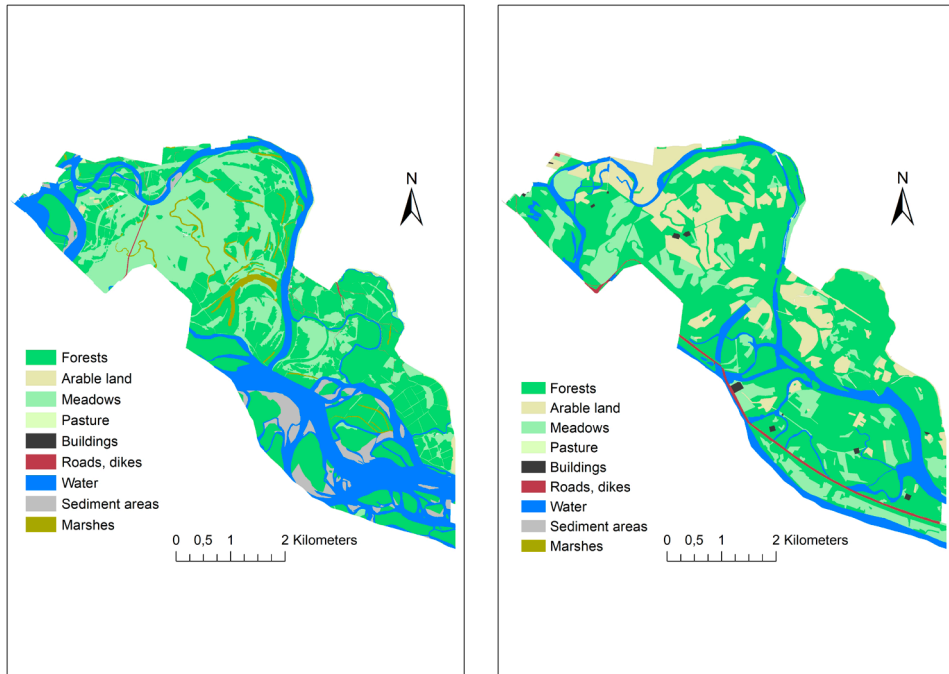 N
Forests
Arable land
Meadows
Pasture
Buildings
Roads, dikes
Water
Sediment areas
Marshes
0 0,5 1 2 Kilometers
N
Forests
Arable land
Meadows
Pasture
Buildings
Roads, dikes
Water
Sediment areas
Marshes
0 0,5 1 2 Kilometers